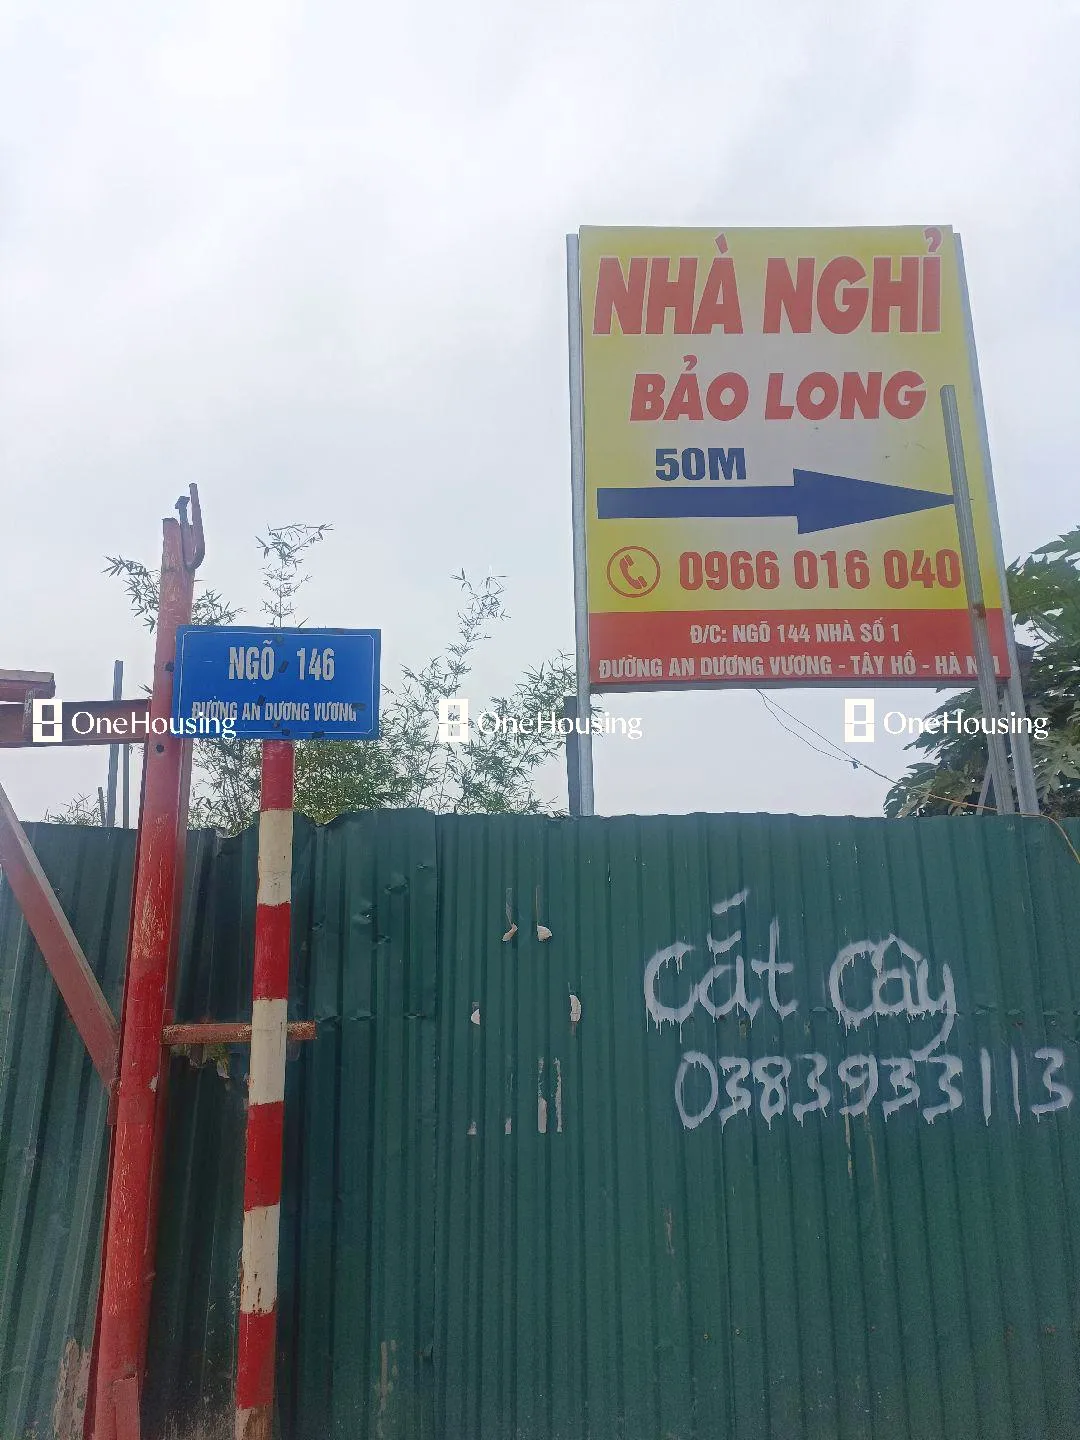 NHÀ NGHỈ
BẢO LONG
50M
0966 016 040
Đ/C: NGÕ 144 NHÀ SỐ 1
ĐƯỜNG AN DƯƠNG VƯƠNG - TÂY HỒ - HÀ NỘI
NGÕ 146
ĐƯỜNG AN DƯƠNG VƯƠNG
OneHousing
OneHousing
OneHousing
Cắt Cây
0383933113